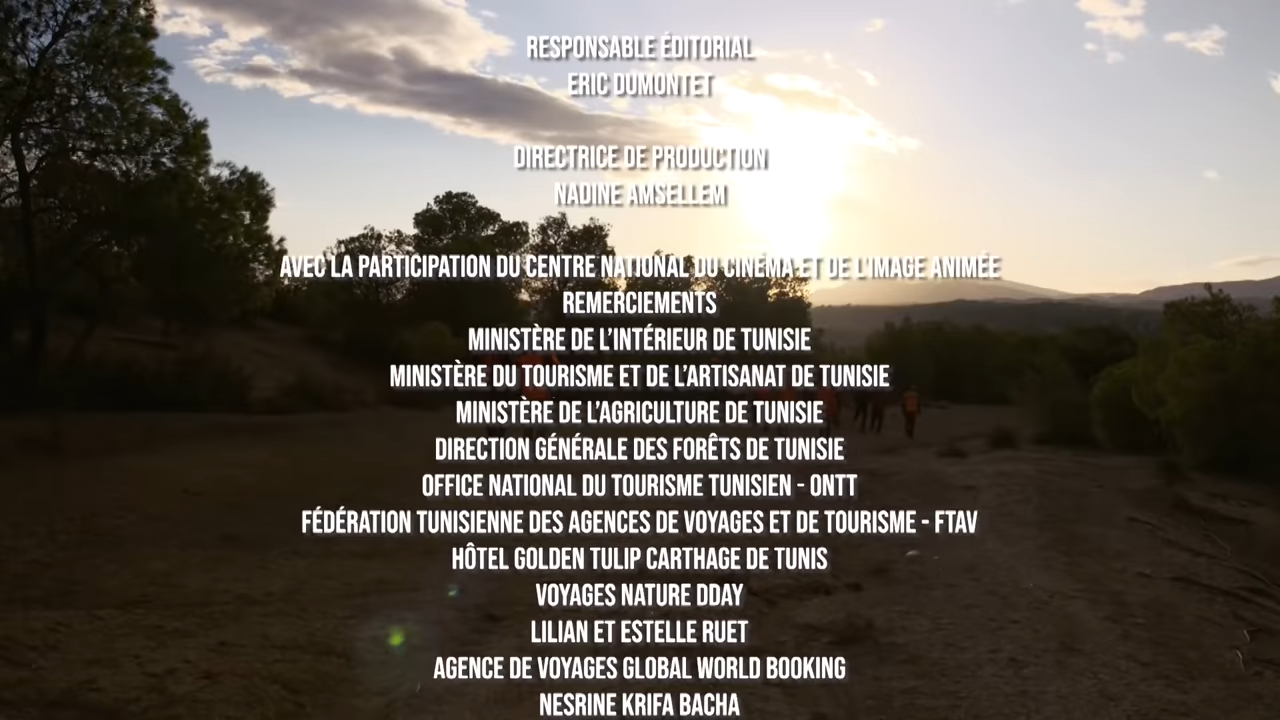 RESPONSABLE ÉDITORIAL
ERIC DUMONTET
DIRECTRICE DE PRODUCTION
NADINE AMSELLEM
AVEC LA PARTICIPATION DU CENTRE NATIONAL DU CINÉMA ET DE L'IMAGE ANIMÉE
REMERCIEMENTS
MINISTÈRE DE L'INTÉRIEUR DE TUNISIE
MINISTÈRE DU TOURISME ET DE L'ARTISANAT DE TUNISIE
MINISTÈRE DE L'AGRICULTURE DE TUNISIE
DIRECTION GÉNÉRALE DES FORÊTS DE TUNISIE
OFFICE NATIONAL DU TOURISME TUNISIEN - ONTT
FÉDÉRATION TUNISIENNE DES AGENCES DE VOYAGES ET DE TOURISME - FTAV
HÔTEL GOLDEN TULIP CARTHAGE DE TUNIS
VOYAGES NATURE DDAY
LILIAN ET ESTELLE RUET
AGENCE DE VOYAGES GLOBAL WORLD BOOKING
NESRINE KRIFA BACHA